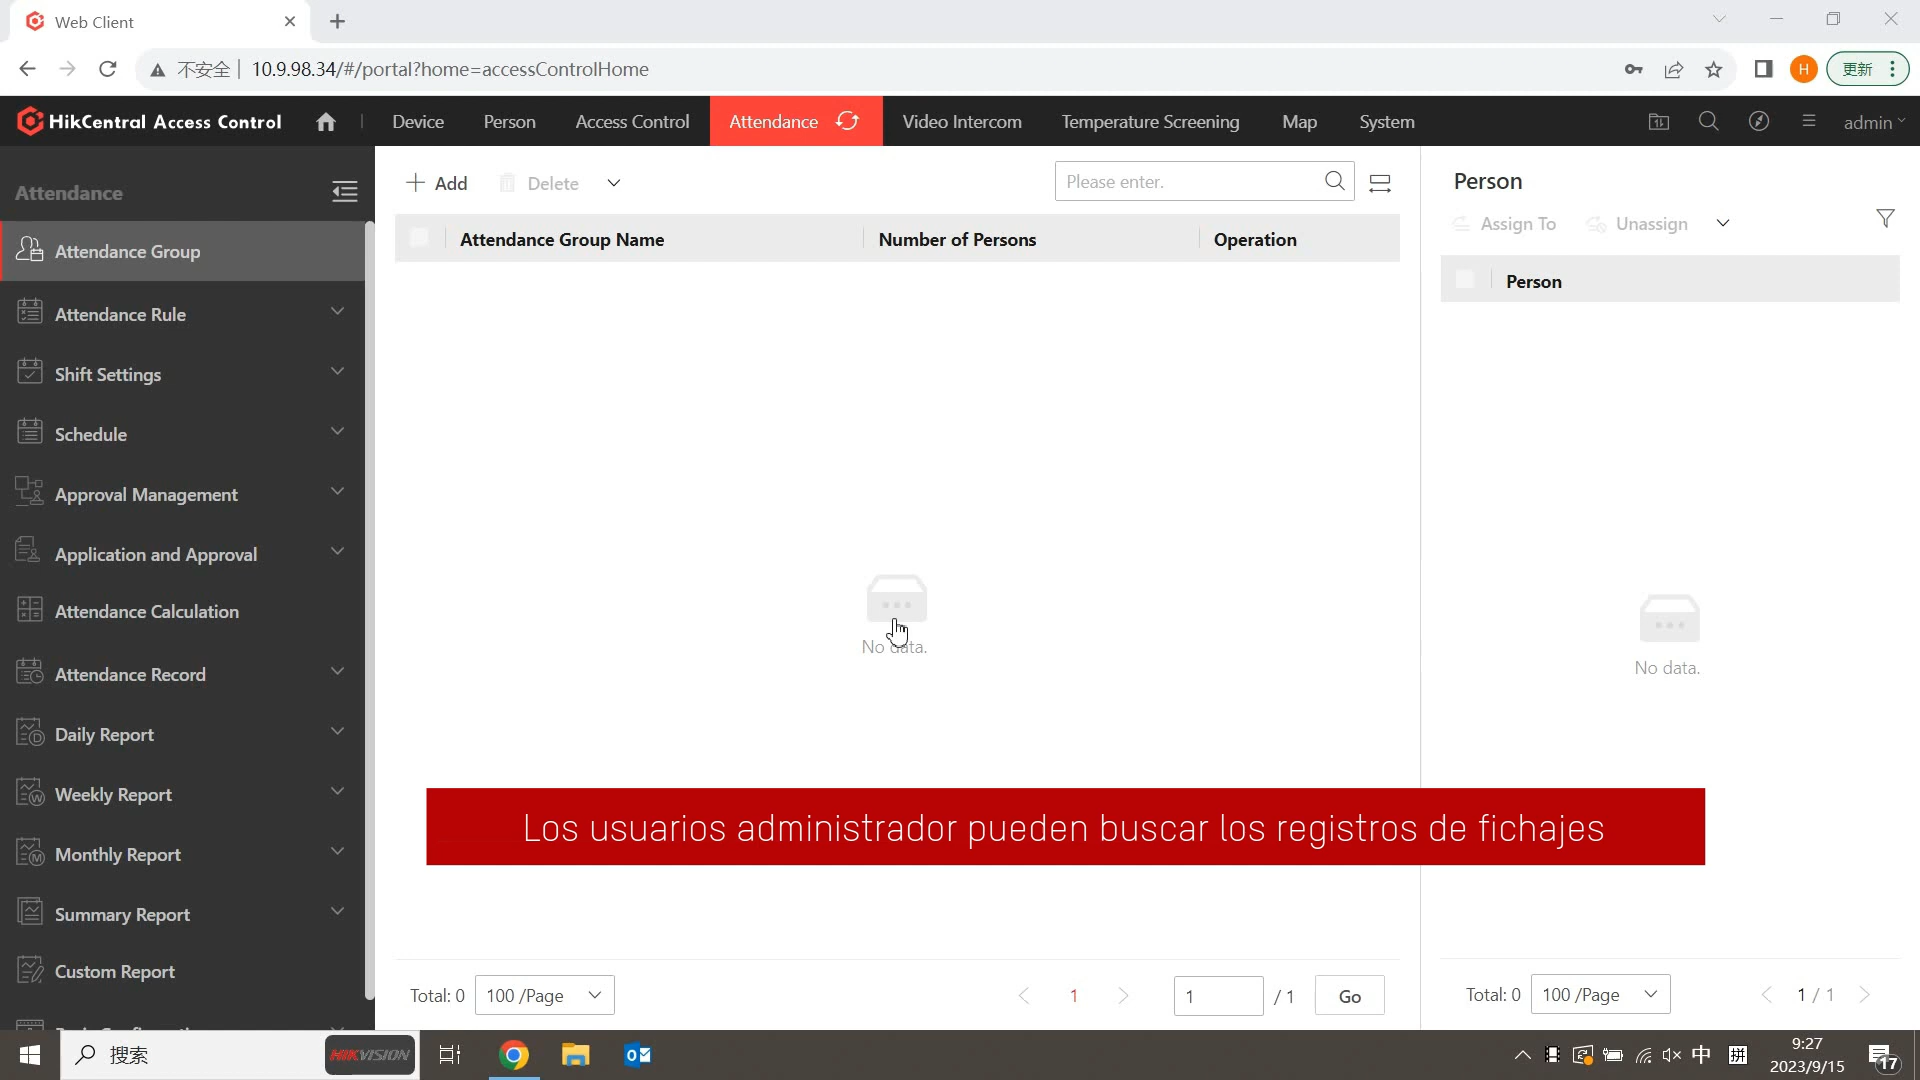 Web Client
不安全 10.9.98.34/#/portal?home=accessControlHome
H 更新
HikCentral Access Control Device Person Access Control Attendance Video Intercom Temperature Screening Map System admin
Attendance
Attendance Group
Attendance Rule
Shift Settings
Schedule
Approval Management
Application and Approval
Attendance Calculation
Attendance Record
Daily Report
Weekly Report
Monthly Report
Summary Report
Custom Report
Add Delete Please enter.
Attendance Group Name Number of Persons Operation
No data.
Person
Assign To Unassign
Person
No data.
Los usuarios administrador pueden buscar los registros de fichajes
Total: 0 100 /Page 1 1 / 1 Go
Total: 0 100 /Page 1 / 1
搜索 HIKVISION 中 拼 9:27
2023/9/15 17